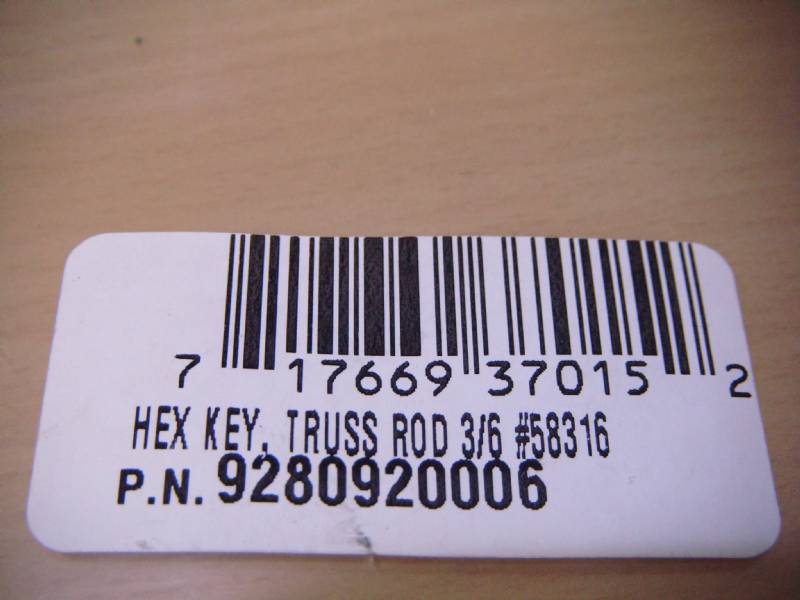 7 17669 37015 2
HEX KEY, TRUSS ROD 3/6 #58316
P.N. 9280920006